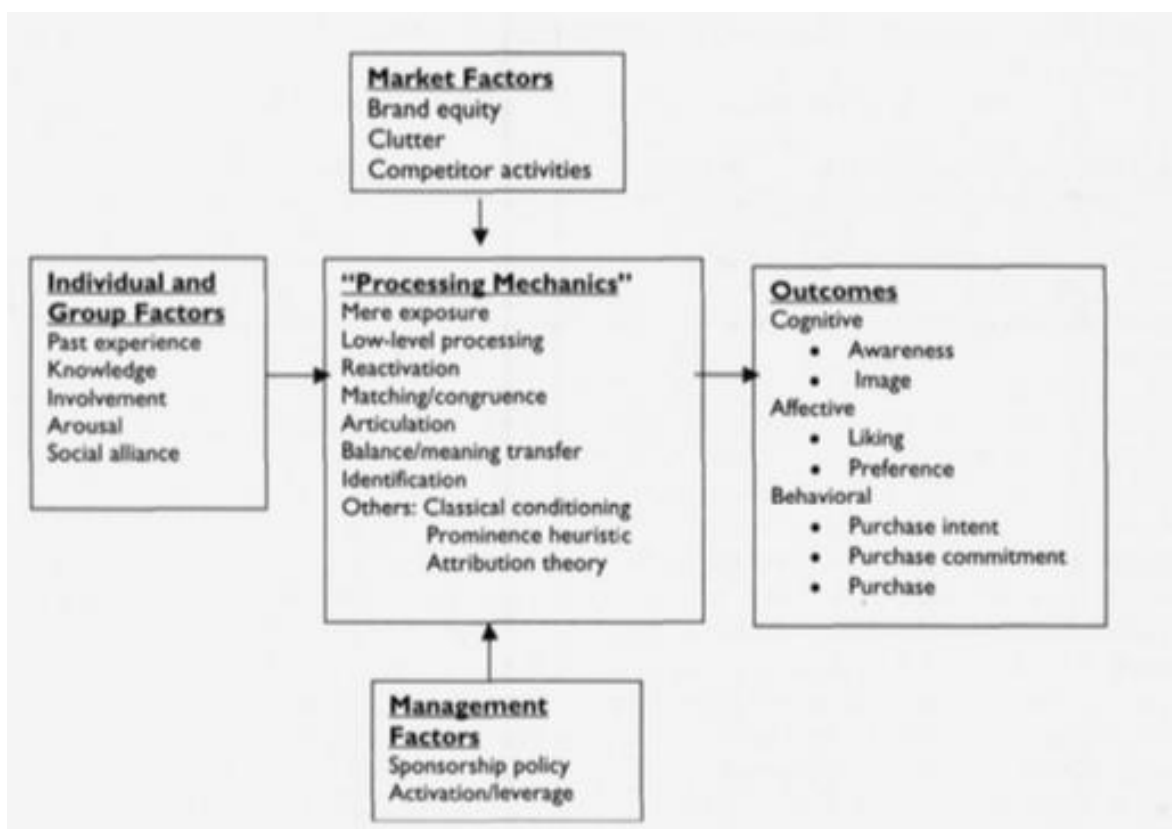 Market Factors
Brand equity
Clutter
Competitor activities
Individual and
Group Factors
Past experience
Knowledge
Involvement
Arousal
Social alliance
"Processing Mechanics"
Mere exposure
Low-level processing
Reactivation
Matching/congruence
Articulation
Balance/meaning transfer
Identification
Others: Classical conditioning
Prominence heuristic
Attribution theory
Outcomes
Cognitive
• Awareness
• Image
Affective
• Liking
• Preference
Behavioral
• Purchase intent
• Purchase commitment
• Purchase
Management
Factors
Sponsorship policy
Activation/leverage